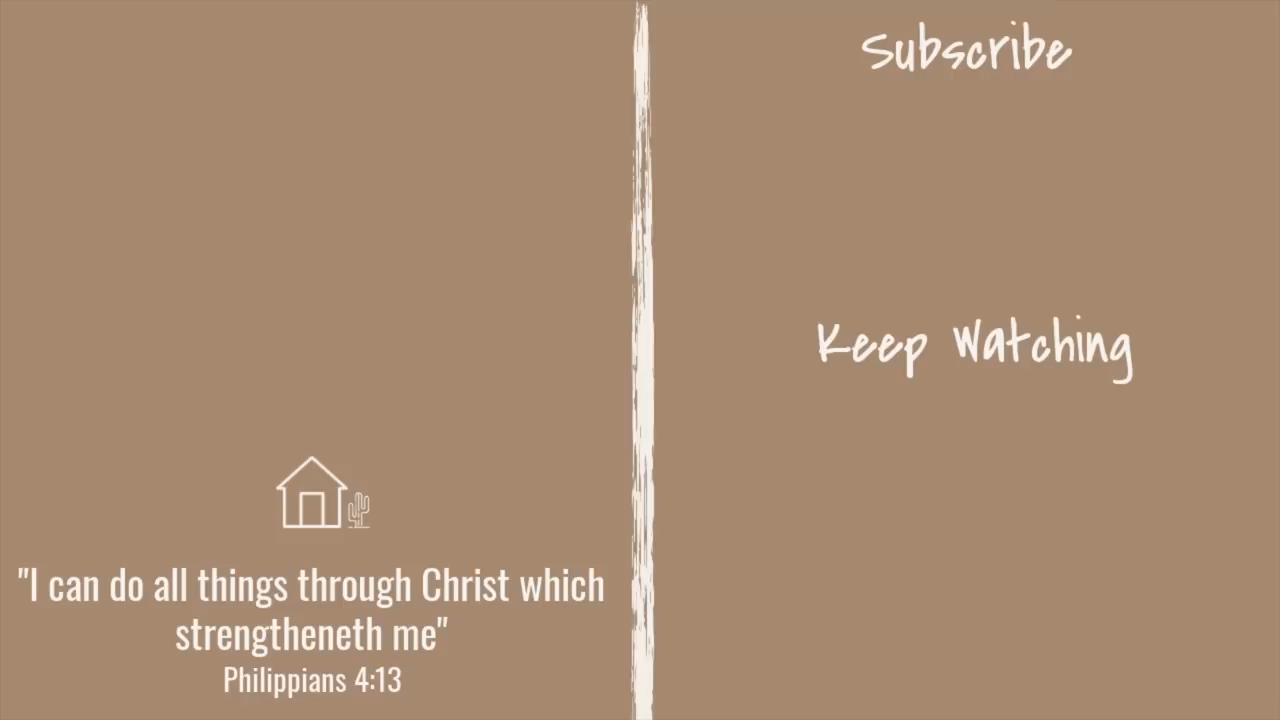 Subscribe
Keep Watching
"I can do all things through Christ which
strengtheneth me"
Philippians 4:13